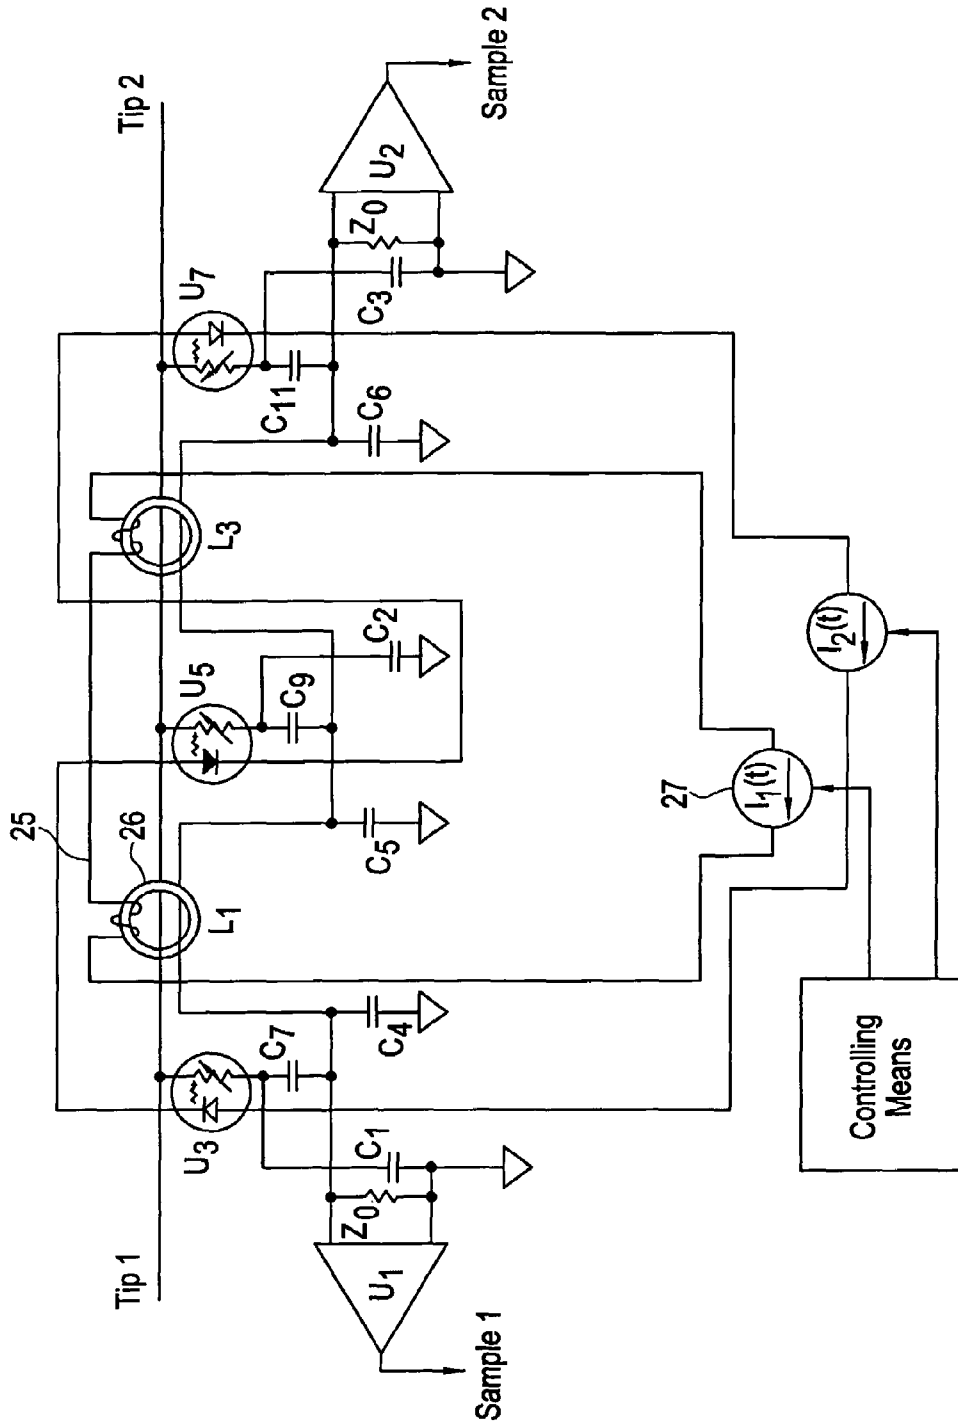 Tip 1
Tip 2
25
26
U3
U5
U7
L1
L3
C7
C9
C11
C1
C2
C3
C4
C5
C6
Z0
Z0
U1
U2
Sample 1
Sample 2
27
I1(t)
I2(t)
Controlling
Means